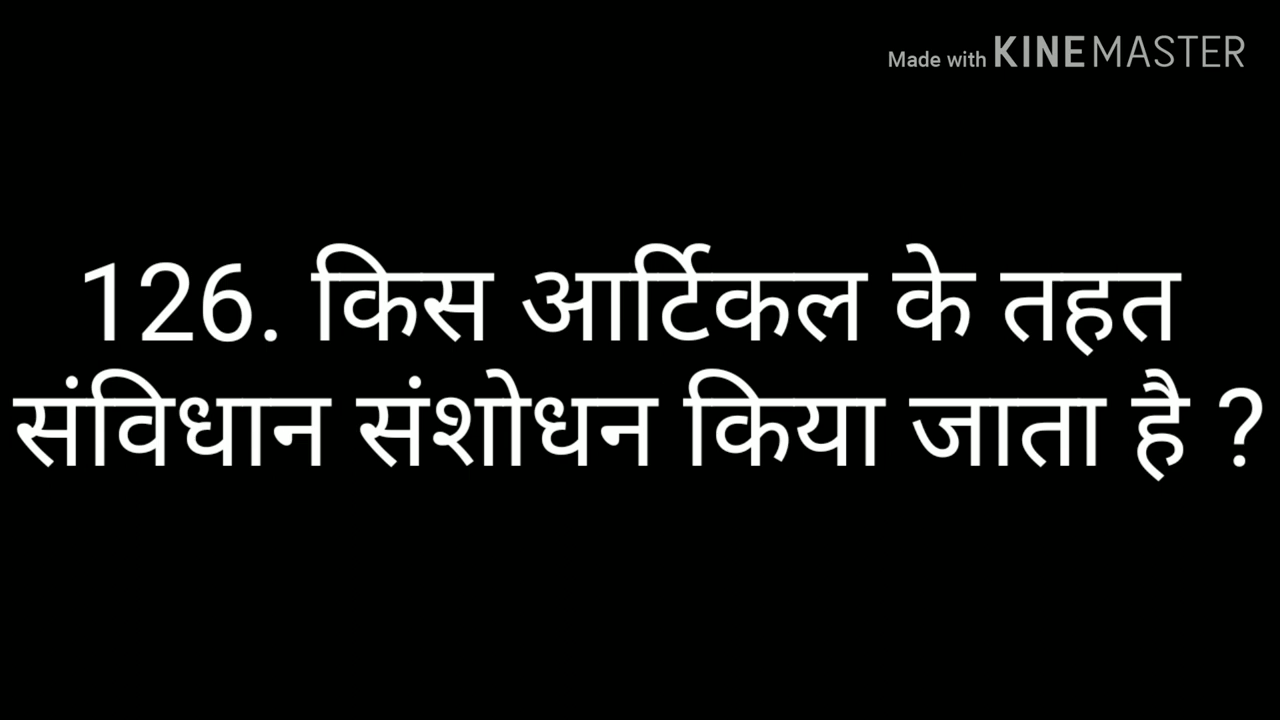 Made with KINEMASTER
126. किस आर्टिकल के तहत
संविधान संशोधन किया जाता है ?